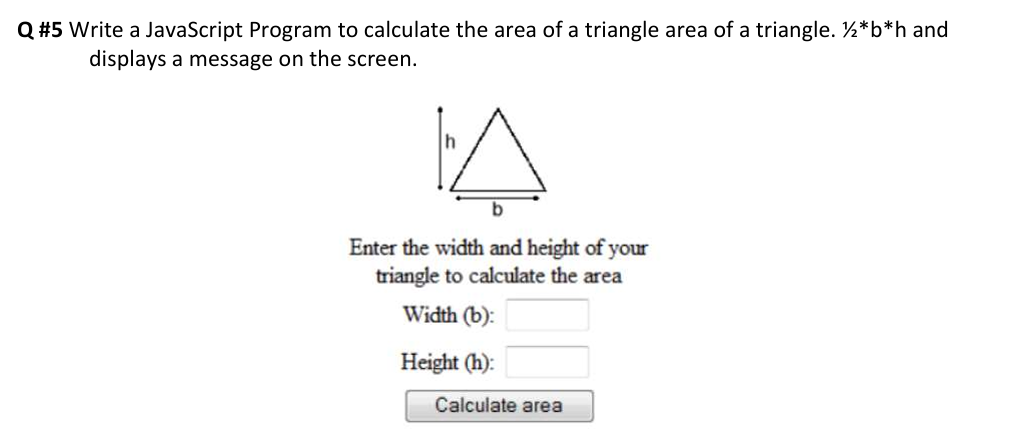 Q #5 Write a JavaScript Program to calculate the area of a triangle area of a triangle. ½*b*h and
displays a message on the screen.
h
b
Enter the width and height of your
triangle to calculate the area
Width (b):
Height (h):
Calculate area